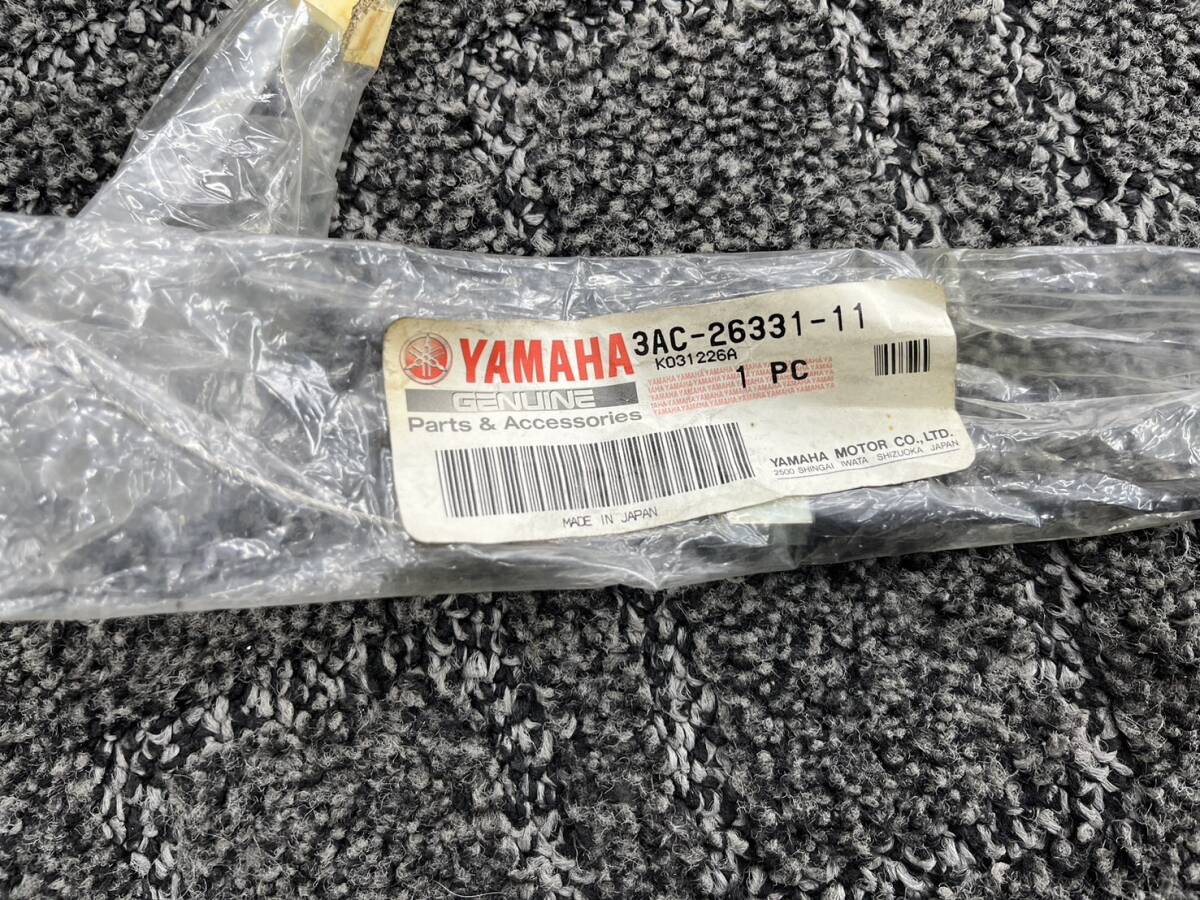 YAMAHA 3AC-26331-11
K031226A
1 PC
GENUINE
Parts & Accessories
YAMAHAYAMAHAYAMAHAYAMAHAYAMAHAYA
YAMAHA MOTOR CO.,LTD.
2500 SHINGAI IWATA SHIZUOKA JAPAN
MADE IN JAPAN